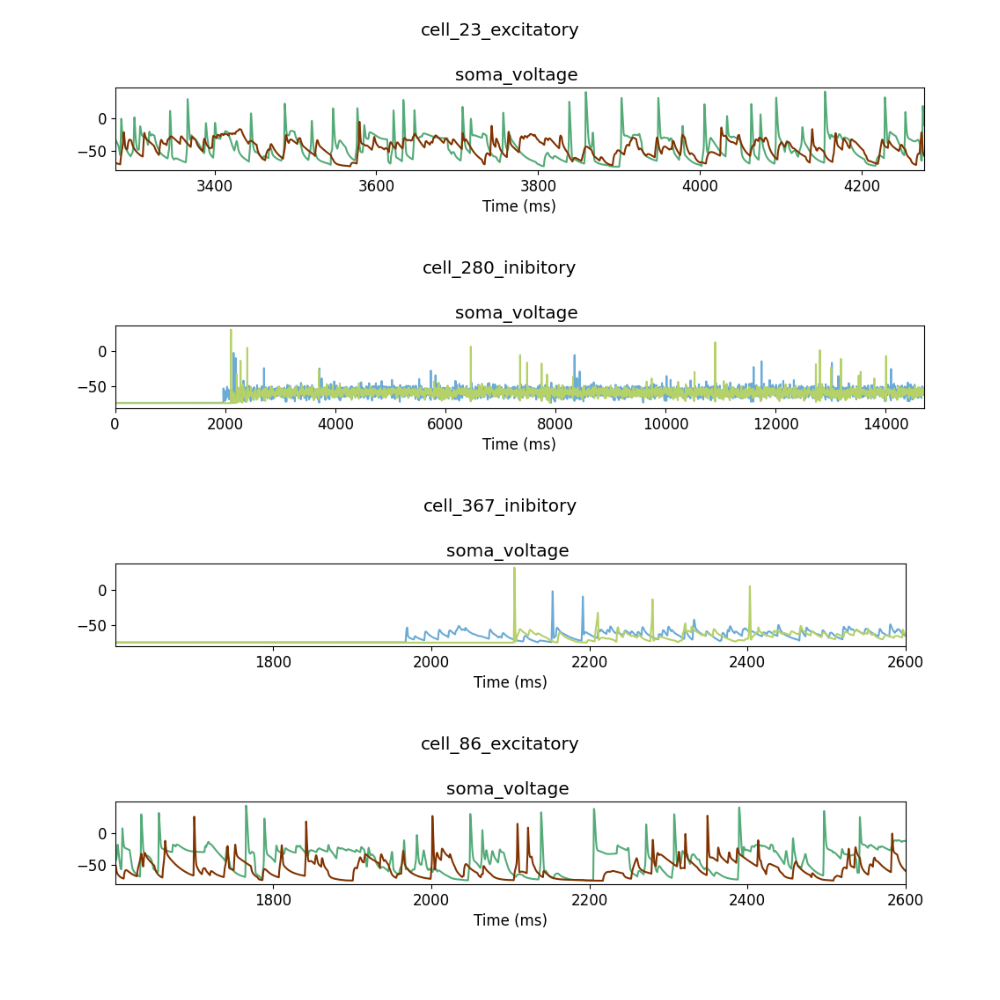 cell_23_excitatory
soma_voltage
0
−50
3400 3600 3800 4000 4200
Time (ms)
cell_280_inibitory
soma_voltage
0
−50
0 2000 4000 6000 8000 10000 12000 14000
Time (ms)
cell_367_inibitory
soma_voltage
0
−50
1800 2000 2200 2400 2600
Time (ms)
cell_86_excitatory
soma_voltage
0
−50
1800 2000 2200 2400 2600
Time (ms)